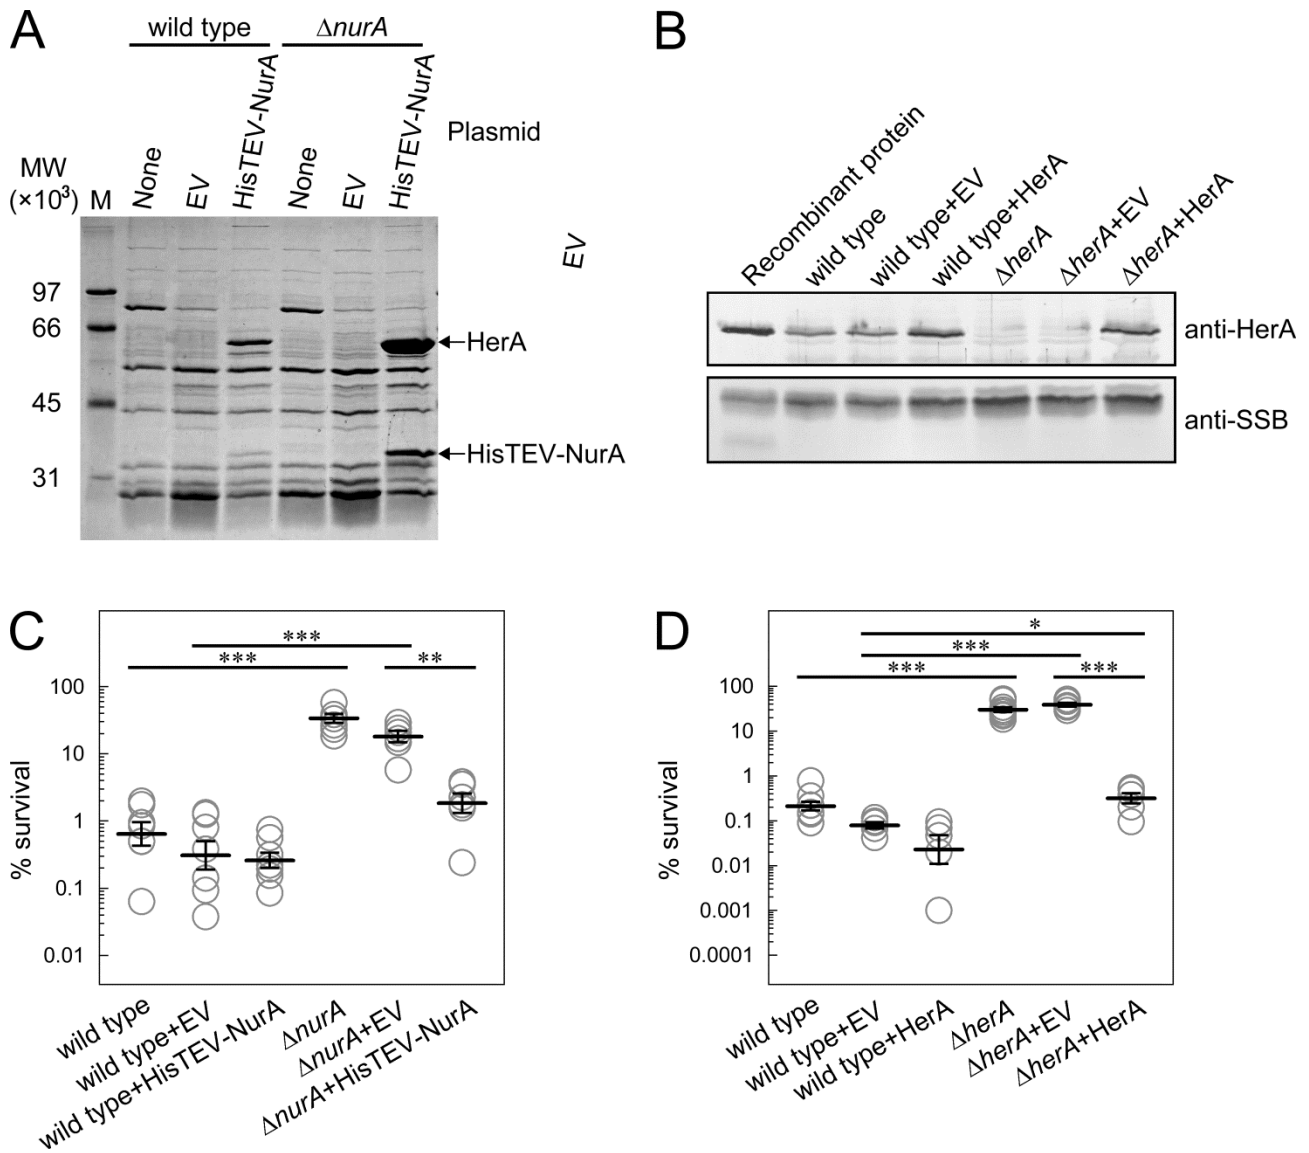 A
wild type
ΔnurA
MW
(×10³)
M
None
EV
HisTEV-NurA
None
EV
HisTEV-NurA
Plasmid
EV
97
66
45
31
HerA
HisTEV-NurA
B
Recombinant protein
wild type
wild type+EV
wild type+HerA
ΔherA
ΔherA+EV
ΔherA+HerA
anti-HerA
anti-SSB
C
***
***
**
% survival
100
10
1
0.1
0.01
wild type
wild type+EV
wild type+HisTEV-NurA
ΔnurA
ΔnurA+EV
ΔnurA+HisTEV-NurA
D
*
***
***
***
% survival
100
10
1
0.1
0.01
0.001
0.0001
wild type
wild type+EV
wild type+HerA
ΔherA
ΔherA+EV
ΔherA+HerA